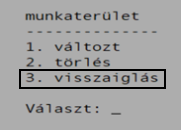 munkaterület
--------------
1. változt
2. törlés
3. visszaiglás
Választ: _